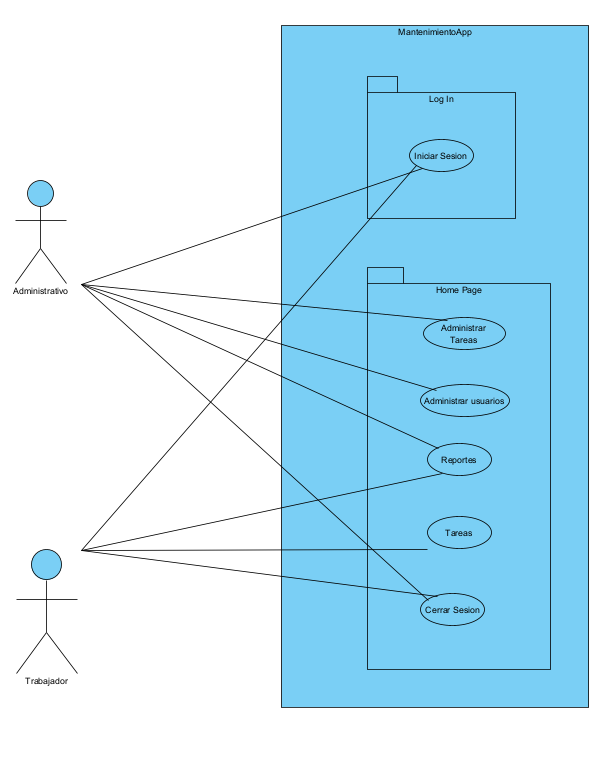 MantenimientoApp
Log In
Iniciar Sesion
Administrativo
Home Page
Administrar
Tareas
Administrar usuarios
Reportes
Tareas
Cerrar Sesion
Trabajador